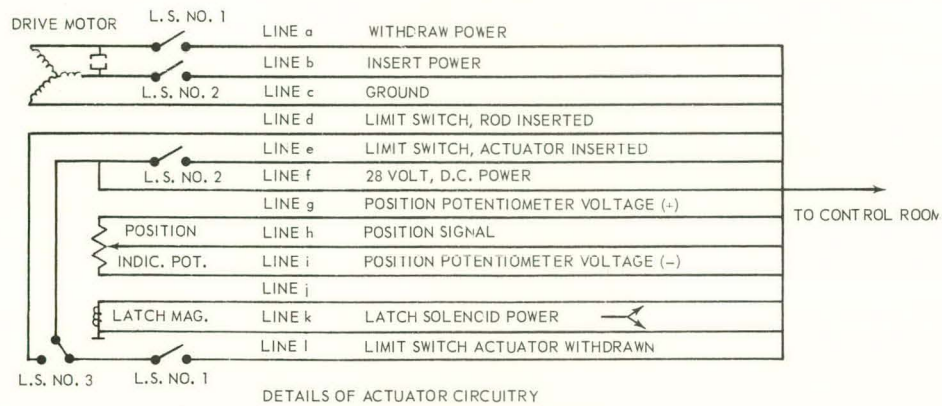 L.S. NO. 1
DRIVE MOTOR
LINE a WITHDRAW POWER
LINE b INSERT POWER
L.S. NO. 2 LINE c GROUND
LINE d LIMIT SWITCH, ROD INSERTED
LINE e LIMIT SWITCH, ACTUATOR INSERTED
L.S. NO. 2 LINE f 28 VOLT, D.C. POWER
LINE g POSITION POTENTIOMETER VOLTAGE (+)
TO CONTROL ROOM
POSITION LINE h POSITION SIGNAL
INDIC. POT. LINE i POSITION POTENTIOMETER VOLTAGE (−)
LINE j
LATCH MAG. LINE k LATCH SOLENCID POWER
LINE l LIMIT SWITCH ACTUATOR WITHDRAWN
L.S. NO. 3 L.S. NO. 1
DETAILS OF ACTUATOR CIRCUITRY